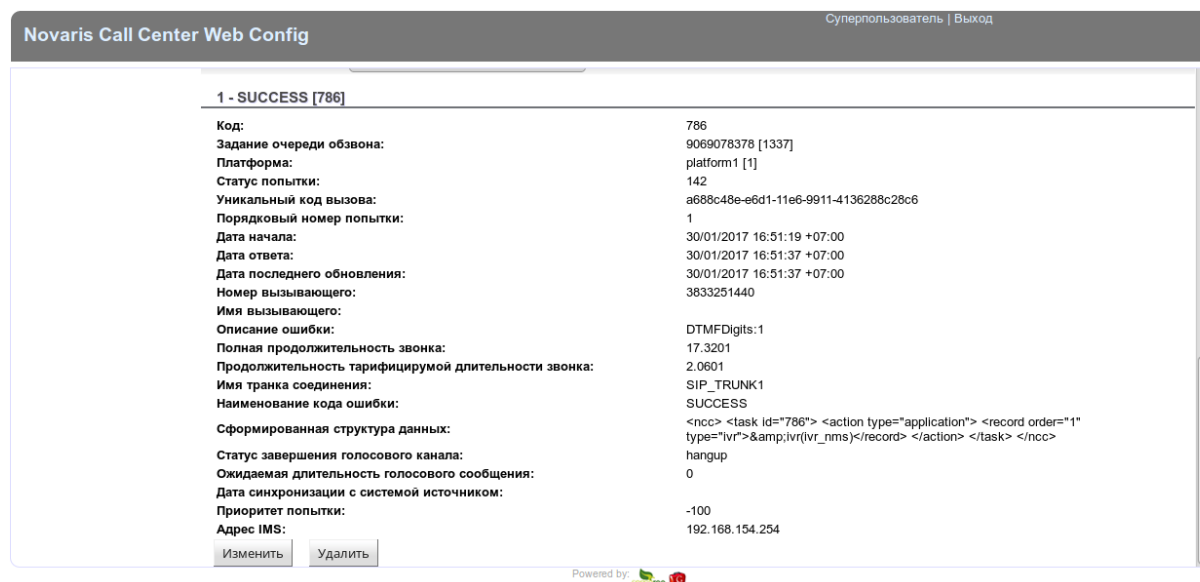 Суперпользователь | Выход
Novaris Call Center Web Config
1 - SUCCESS [786]
Код: 786
Задание очереди обзвона: 9069078378 [1337]
Платформа: platform1 [1]
Статус попытки: 142
Уникальный код вызова: a688c48e-e6d1-11e6-9911-4136288c28c6
Порядковый номер попытки: 1
Дата начала: 30/01/2017 16:51:19 +07:00
Дата ответа: 30/01/2017 16:51:37 +07:00
Дата последнего обновления: 30/01/2017 16:51:37 +07:00
Номер вызывающего: 3833251440
Имя вызывающего:
Описание ошибки: DTMFDigits:1
Полная продолжительность звонка: 17.3201
Продолжительность тарифицирумой длительности звонка: 2.0601
Имя транка соединения: SIP_TRUNK1
Наименование кода ошибки: SUCCESS
Сформированная структура данных: <ncc> <task id="786"> <action type="application"> <record order="1"
type="ivr">&amp;ivr(ivr_nms)</record> </action> </task> </ncc>
Статус завершения голосового канала: hangup
Ожидаемая длительность голосового сообщения: 0
Дата синхронизации с системой источником:
Приоритет попытки: -100
Адрес IMS: 192.168.154.254
Изменить Удалить
Powered by: